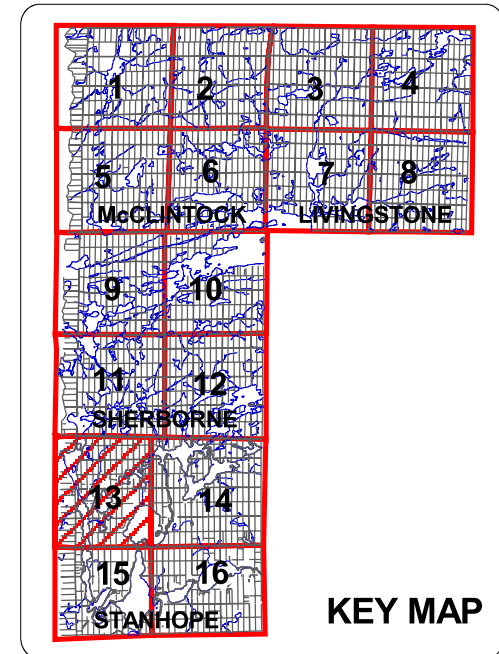 1 2 3 4
5 6 7 8
McCLINTOCK LIVINGSTONE
9 10
11 12
SHERBORNE
13 14
15 16
STANHOPE
KEY MAP